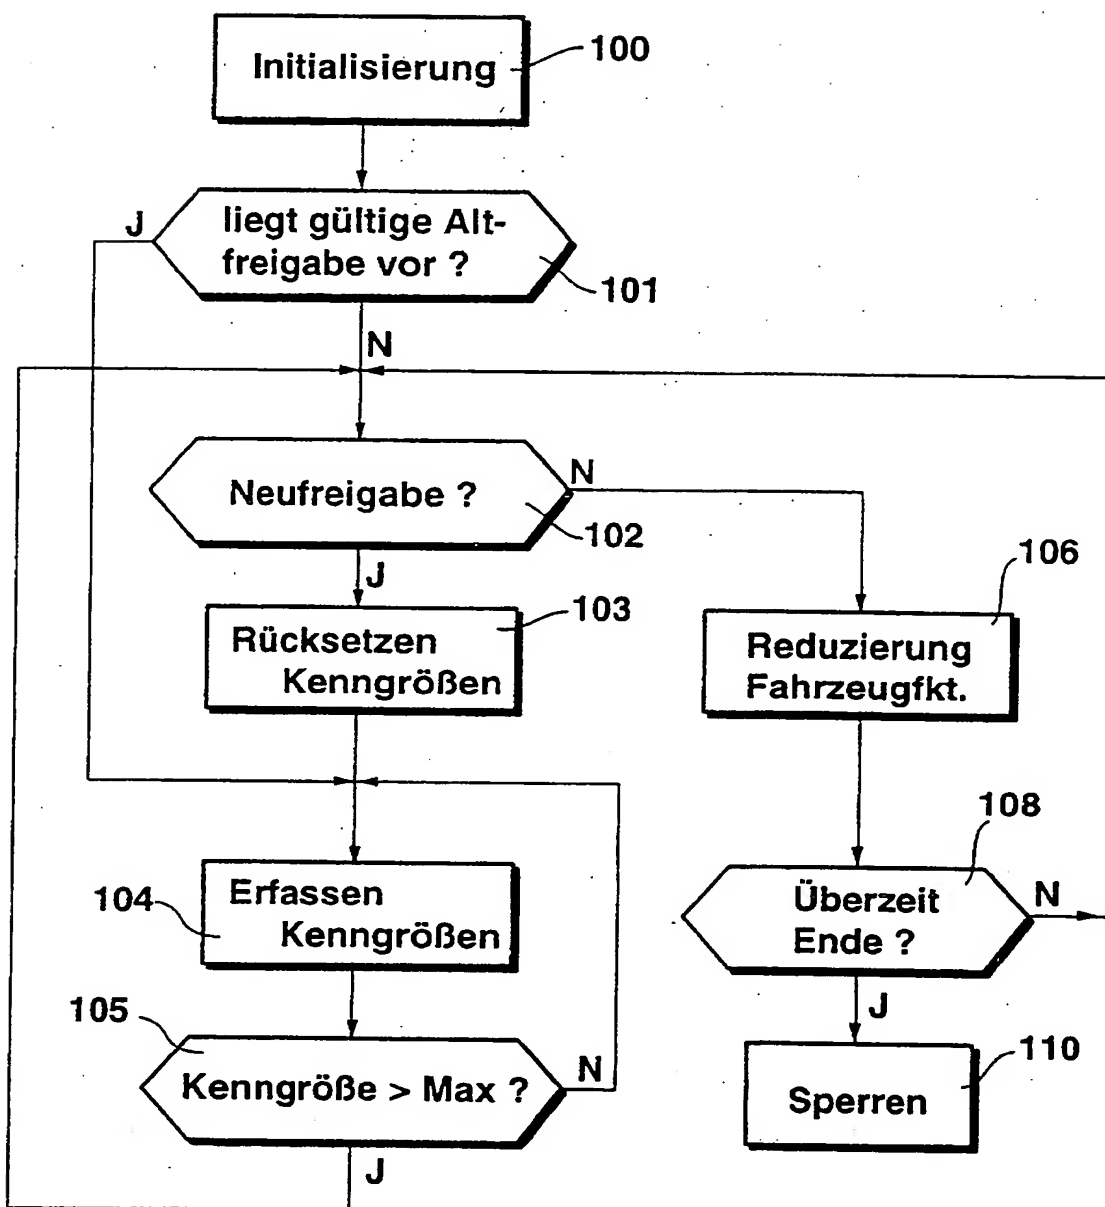 Initialisierung
100
J
liegt gültige Alt-
freigabe vor ?
101
N
Neufreigabe ?
N
102
J
106
103
Rücksetzen
Kenngrößen
Reduzierung
Fahrzeugfkt.
108
104
Erfassen
Kenngrößen
Überzeit
Ende ?
N
105
J
Kenngröße > Max ?
N
110
Sperren
J